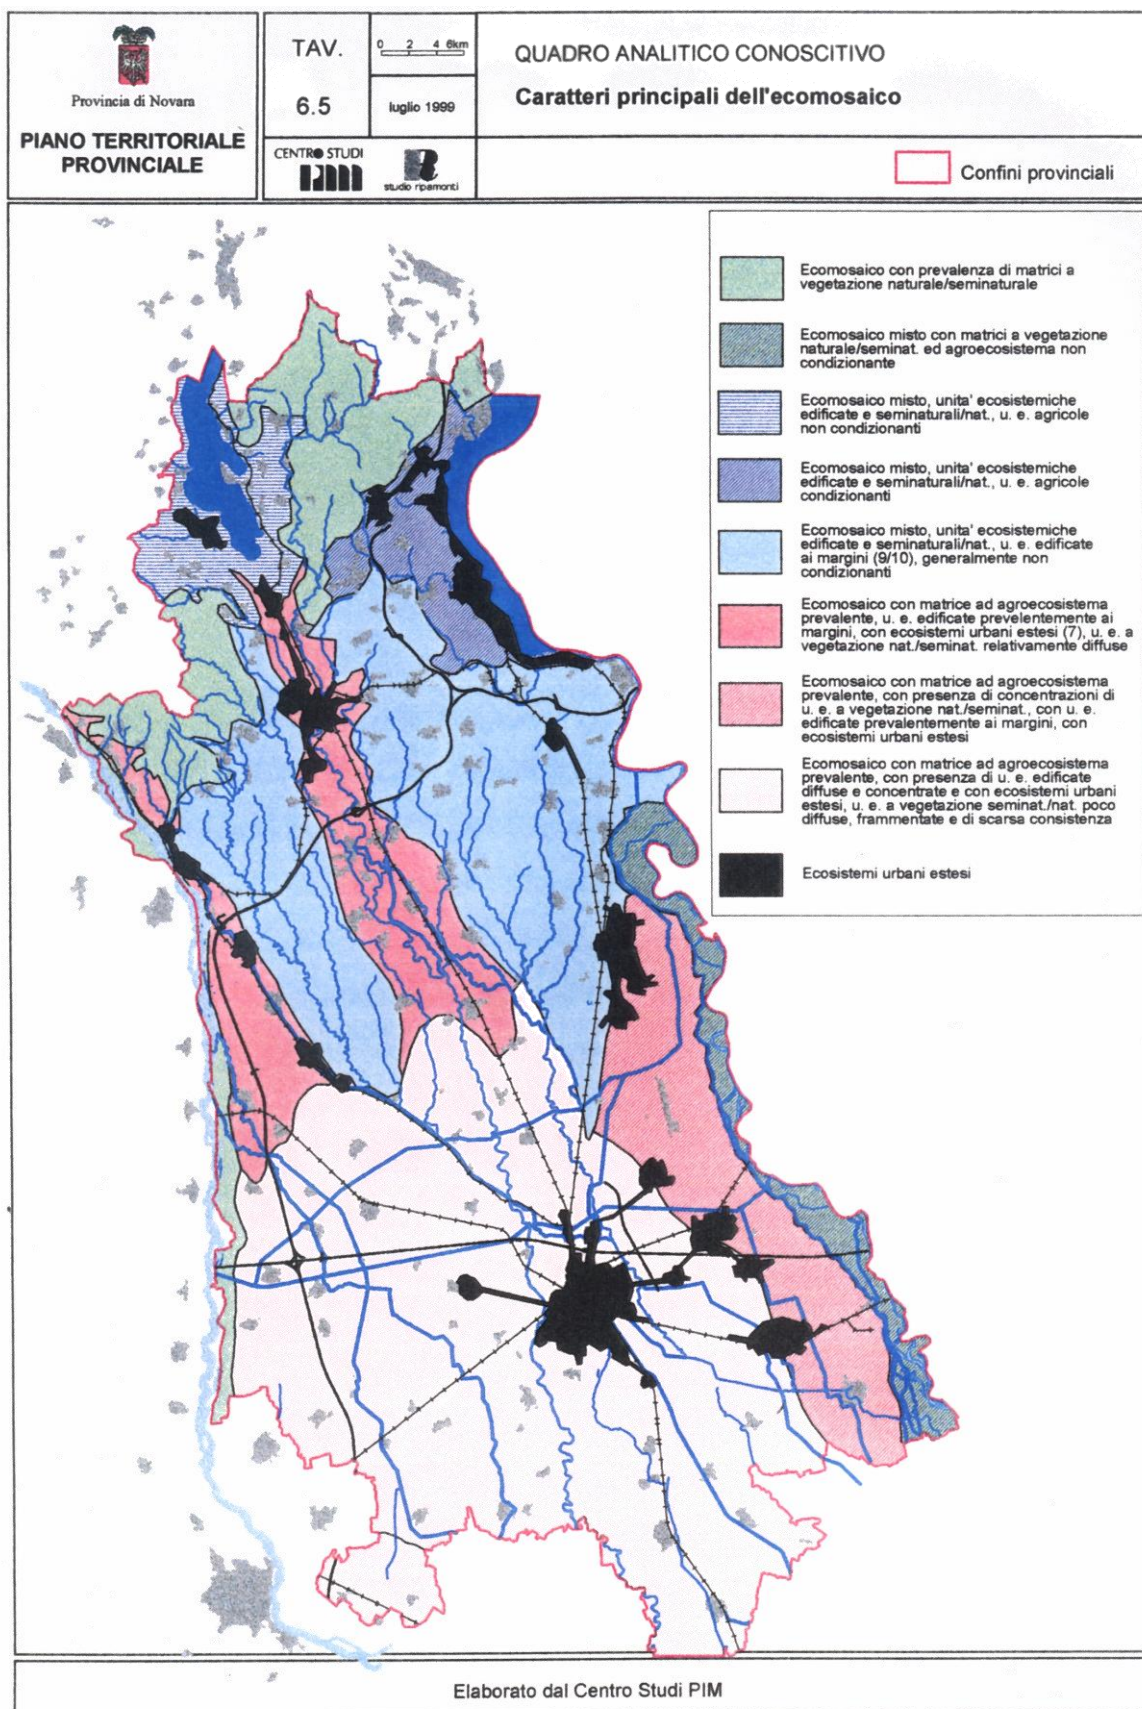 Provincia di Novara
PIANO TERRITORIALE
PROVINCIALE
TAV.
6.5
0 2 4 6km
luglio 1999
CENTRO STUDI
PIM
studio ripamonti
QUADRO ANALITICO CONOSCITIVO
Caratteri principali dell'ecomosaico
Confini provinciali
Ecomosaico con prevalenza di matrici a
vegetazione naturale/seminaturale
Ecomosaico misto con matrici a vegetazione
naturale/seminat. ed agroecosistema non
condizionante
Ecomosaico misto, unita' ecosistemiche
edificate e seminaturali/nat., u. e. agricole
non condizionanti
Ecomosaico misto, unita' ecosistemiche
edificate e seminaturali/nat., u. e. agricole
condizionanti
Ecomosaico misto, unita' ecosistemiche
edificate e seminaturali/nat., u. e. edificate
ai margini (9/10), generalmente non
condizionanti
Ecomosaico con matrice ad agroecosistema
prevalente, u. e. edificate prevelentemente ai
margini, con ecosistemi urbani estesi (7), u. e. a
vegetazione nat./seminat. relativamente diffuse
Ecomosaico con matrice ad agroecosistema
prevalente, con presenza di concentrazioni di
u. e. a vegetazione nat./seminat., con u. e.
edificate prevalentemente ai margini, con
ecosistemi urbani estesi
Ecomosaico con matrice ad agroecosistema
prevalente, con presenza di u. e. edificate
diffuse e concentrate e con ecosistemi urbani
estesi, u. e. a vegetazione seminat./nat. poco
diffuse, frammentate e di scarsa consistenza
Ecosistemi urbani estesi
Elaborato dal Centro Studi PIM